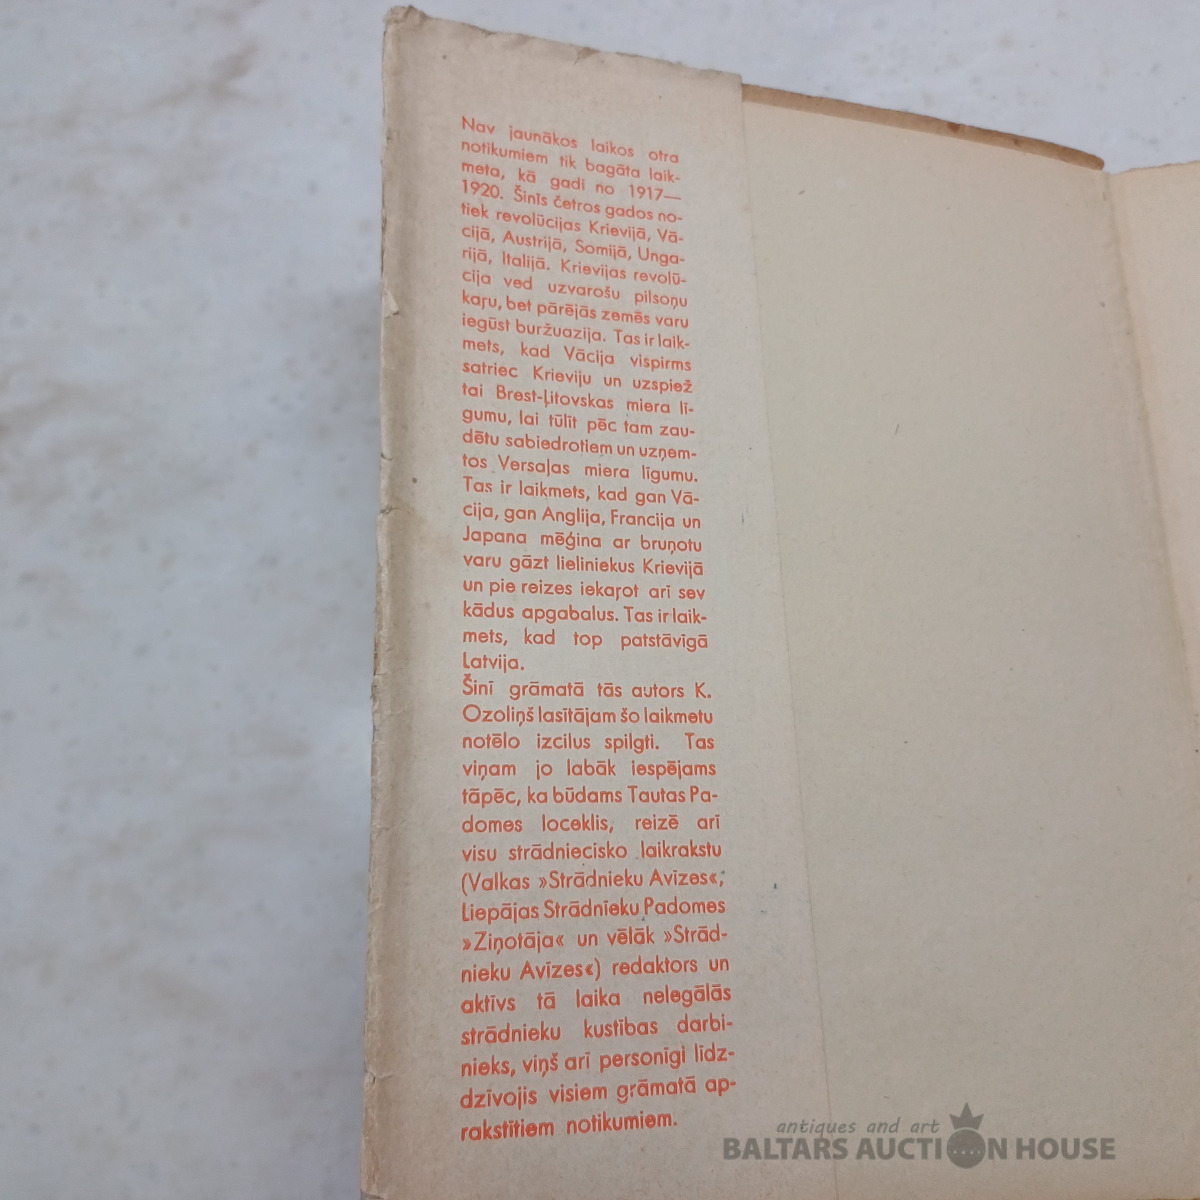 Nav jaunākos laikos otra
notikumiem tik bagāta laik-
meta, kā gadi no 1917—
1920. Šinīs četros gados no-
tiek revolūcijas Krievijā, Vā-
cijā, Austrijā, Somijā, Unga-
rijā, Italijā. Krievijas revolū-
cija ved uzvarošu pilsoņu
kaŗu, bet pārējās zemēs varu
iegūst buržuazija. Tas ir laik-
mets, kad Vācija vispirms
satriec Krieviju un uzspiež
tai Brest-Ļitovskas miera lī-
gumu, lai tūlīt pēc tam zau-
dētu sabiedrotiem un uzņem-
tos Versaļas miera līgumu.
Tas ir laikmets, kad gan Vā-
cija, gan Anglija, Francija un
Japana mēģina ar bruņotu
varu gāzt lieliniekus Krievijā
un pie reizes iekaŗot arī sev
kādus apgabalus. Tas ir laik-
mets, kad top patstāvīgā
Latvija.
Šinī grāmatā tās autors K.
Ozoliņš lasītājam šo laikmetu
notēlo izcilus spilgti. Tas
viņam jo labāk iespējams
tāpēc, ka būdams Tautas Pa-
domes loceklis, reizē arī
visu strādniecisko laikrakstu
(Valkas »Strādnieku Avīzes«,
Liepājas Strādnieku Padomes
»Ziņotāja« un vēlāk »Strād-
nieku Avīzes«) redaktors un
aktīvs tā laika nelegālās
strādnieku kustības darbi-
nieks, viņš arī personīgi līdz-
dzīvojis visiem grāmatā ap-
rakstītiem notikumiem.
antiques and art
BALTARS AUCTION HOUSE